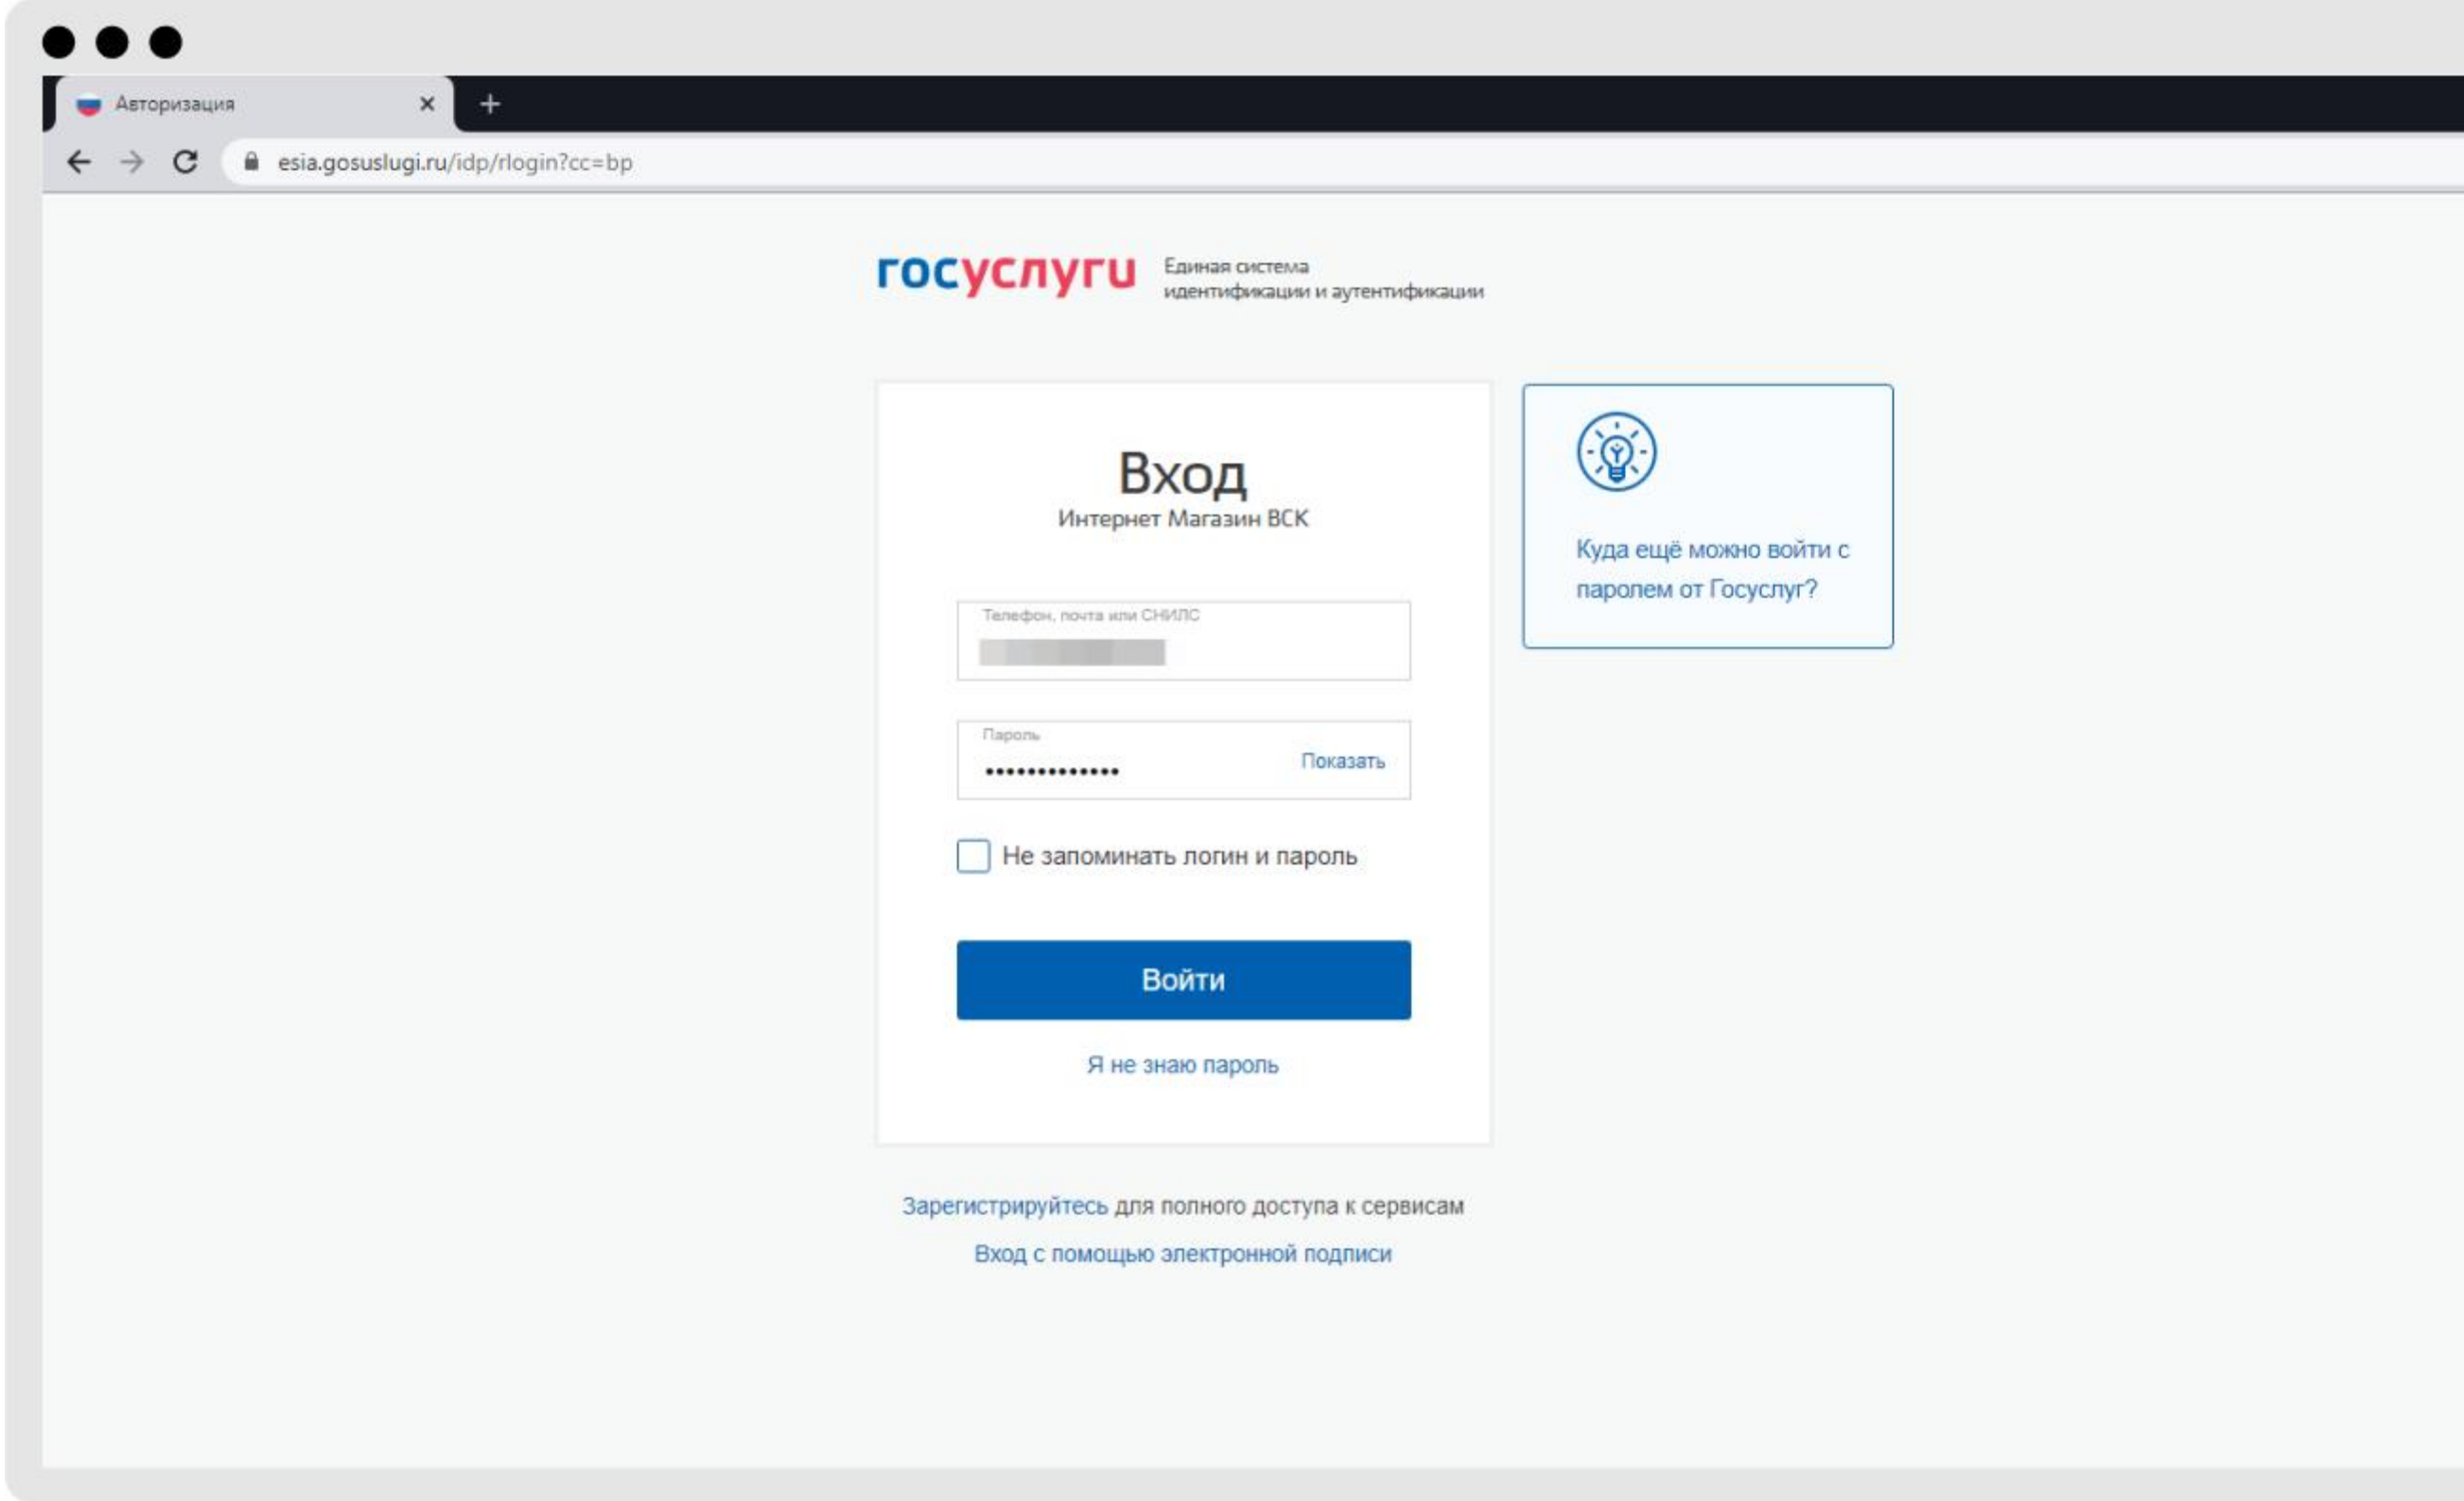 Авторизация
esia.gosuslugi.ru/idp/rlogin?cc=bp
госуслуги
Единая система
идентификации и аутентификации
Вход
Интернет Магазин ВСК
Телефон, почта или СНИЛС
Пароль
•••••••••••••
Показать
Не запоминать логин и пароль
Войти
Я не знаю пароль
Куда ещё можно войти с
паролем от Госуслуг?
Зарегистрируйтесь для полного доступа к сервисам
Вход с помощью электронной подписи